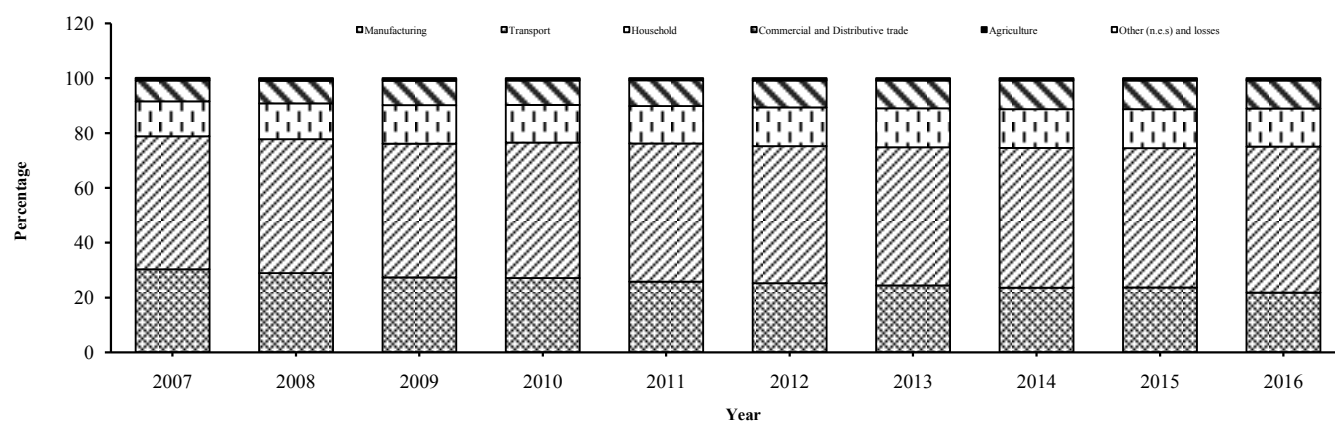 120
Manufacturing Transport Household Commercial and Distributive trade Agriculture Other (n.e.s) and losses
100
80
60
40
20
0
Percentage
2007 2008 2009 2010 2011 2012 2013 2014 2015 2016
Year